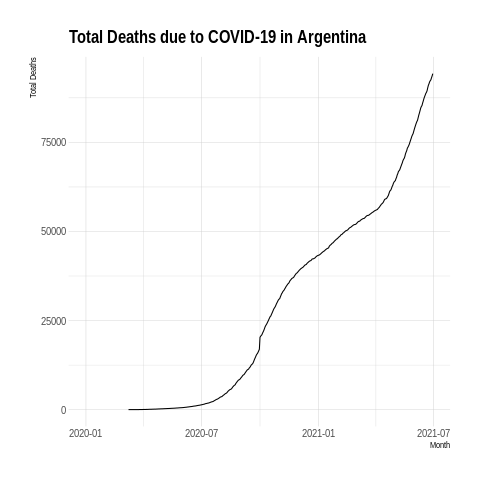 Total Deaths due to COVID-19 in Argentina
Total Deaths
75000
50000
25000
0
2020-01 2020-07 2021-01 2021-07
Month